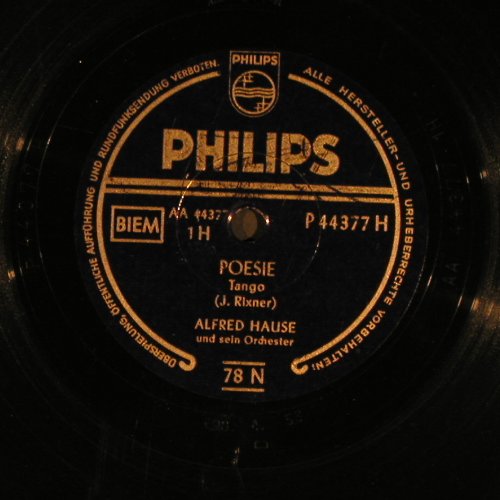 PHILIPS
PHILIPS
BIEM
AA 44377
1 H
P 44377 H
POESIE
Tango
(J. Rixner)
ALFRED HAUSE
und sein Orchester
78 N
ALLE HERSTELLER- UND URHEBERRECHTE VORBEHALTEN!
ÜBERSPIELUNG, ÖFFENTLICHE AUFFÜHRUNG UND RUNDFUNKSENDUNG VERBOTEN.